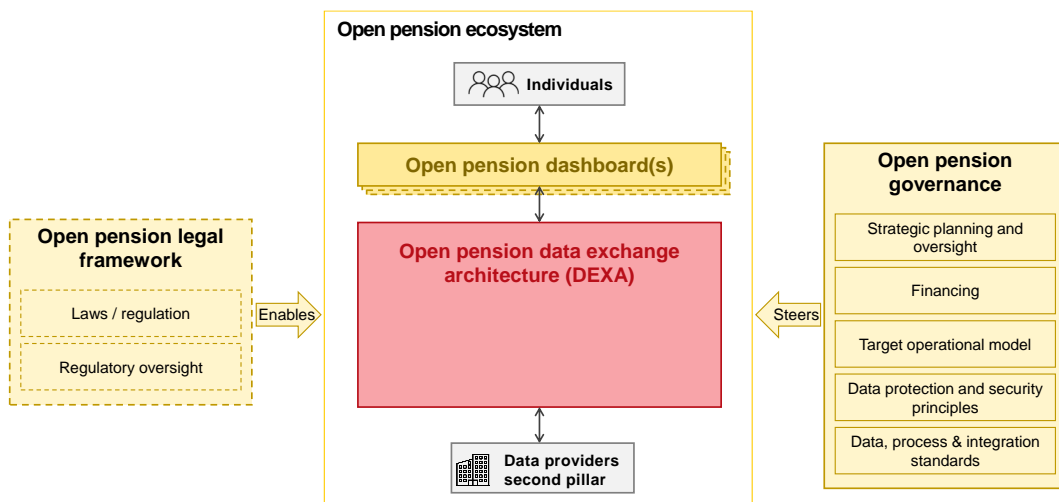 Open pension ecosystem
Individuals
Open pension dashboard(s)
Open pension data exchange
architecture (DEXA)
Data providers
second pillar
Open pension legal
framework
Laws / regulation
Regulatory oversight
Enables
Steers
Open pension
governance
Strategic planning and
oversight
Financing
Target operational model
Data protection and security
principles
Data, process & integration
standards